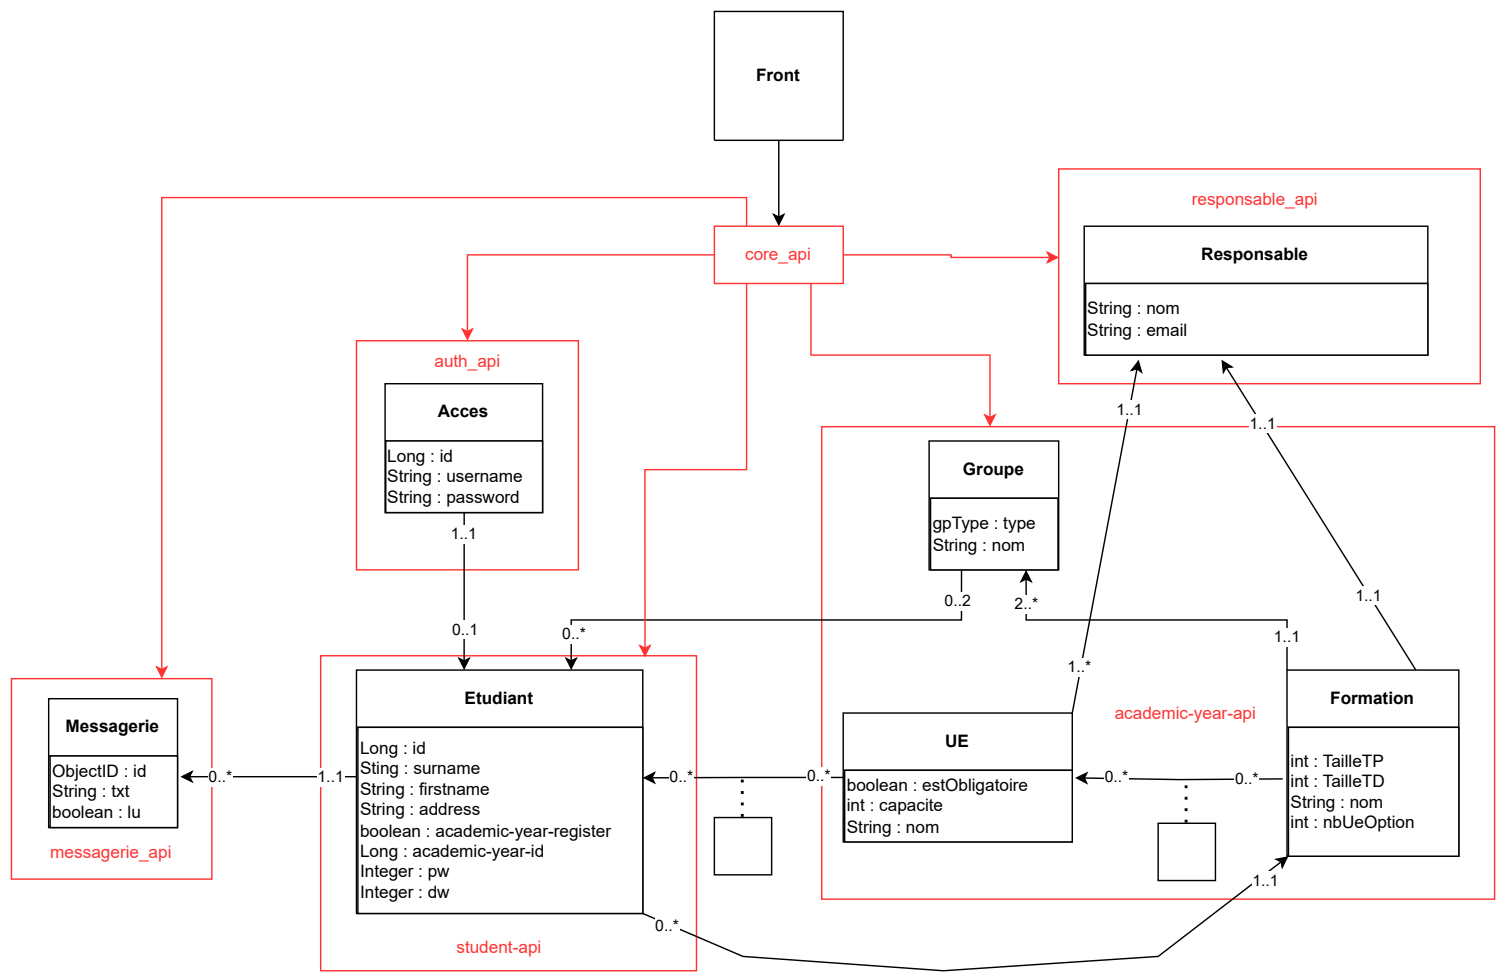 Front
responsable_api
core_api
Responsable
String : nom
String : email
auth_api
Acces
Long : id
String : username
String : password
1..1
0..1
1..1
1..1
Groupe
gpType : type
String : nom
0..2
2..*
0..*
1..1
1..1
1..*
Etudiant
Long : id
Sting : surname
String : firstname
String : address
boolean : academic-year-register
Long : academic-year-id
Integer : pw
Integer : dw
student-api
Messagerie
ObjectID : id
String : txt
boolean : lu
messagerie_api
0..*
1..1
0..*
0..*
UE
boolean : estObligatoire
int : capacite
String : nom
academic-year-api
0..*
0..*
Formation
int : TailleTP
int : TailleTD
String : nom
int : nbUeOption
1..1
0..*